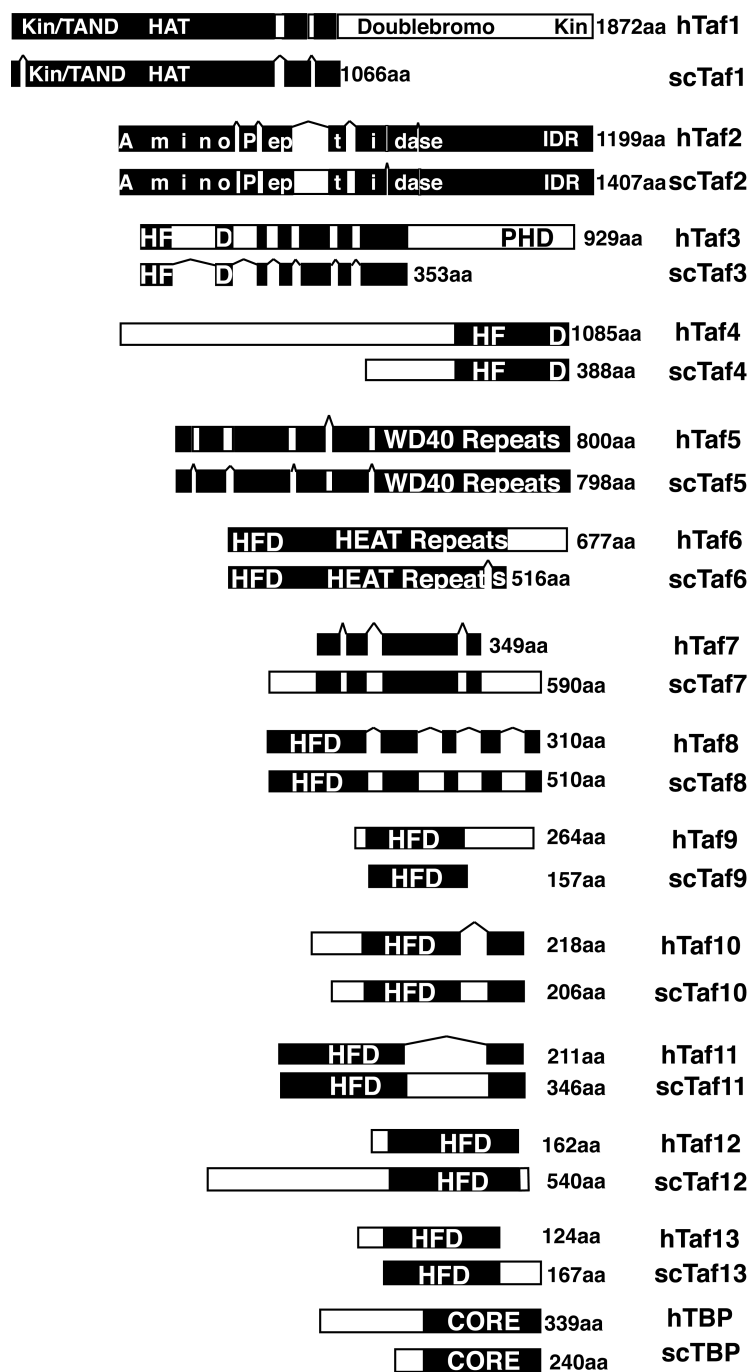 Kin/TAND HAT Doublebromo Kin 1872aa hTaf1
Kin/TAND HAT 1066aa scTaf1
A m i n o P ep t i dase IDR 1199aa hTaf2
A m i n o P ep t i dase IDR 1407aa scTaf2
HF D PHD 929aa hTaf3
HF D 353aa scTaf3
HF D 1085aa hTaf4
HF D 388aa scTaf4
WD40 Repeats 800aa hTaf5
WD40 Repeats 798aa scTaf5
HFD HEAT Repeats 677aa hTaf6
HFD HEAT Repeats 516aa scTaf6
349aa hTaf7
590aa scTaf7
HFD 310aa hTaf8
HFD 510aa scTaf8
HFD 264aa hTaf9
HFD 157aa scTaf9
HFD 218aa hTaf10
HFD 206aa scTaf10
HFD 211aa hTaf11
HFD 346aa scTaf11
HFD 162aa hTaf12
HFD 540aa scTaf12
HFD 124aa hTaf13
HFD 167aa scTaf13
CORE 339aa hTBP
CORE 240aa scTBP